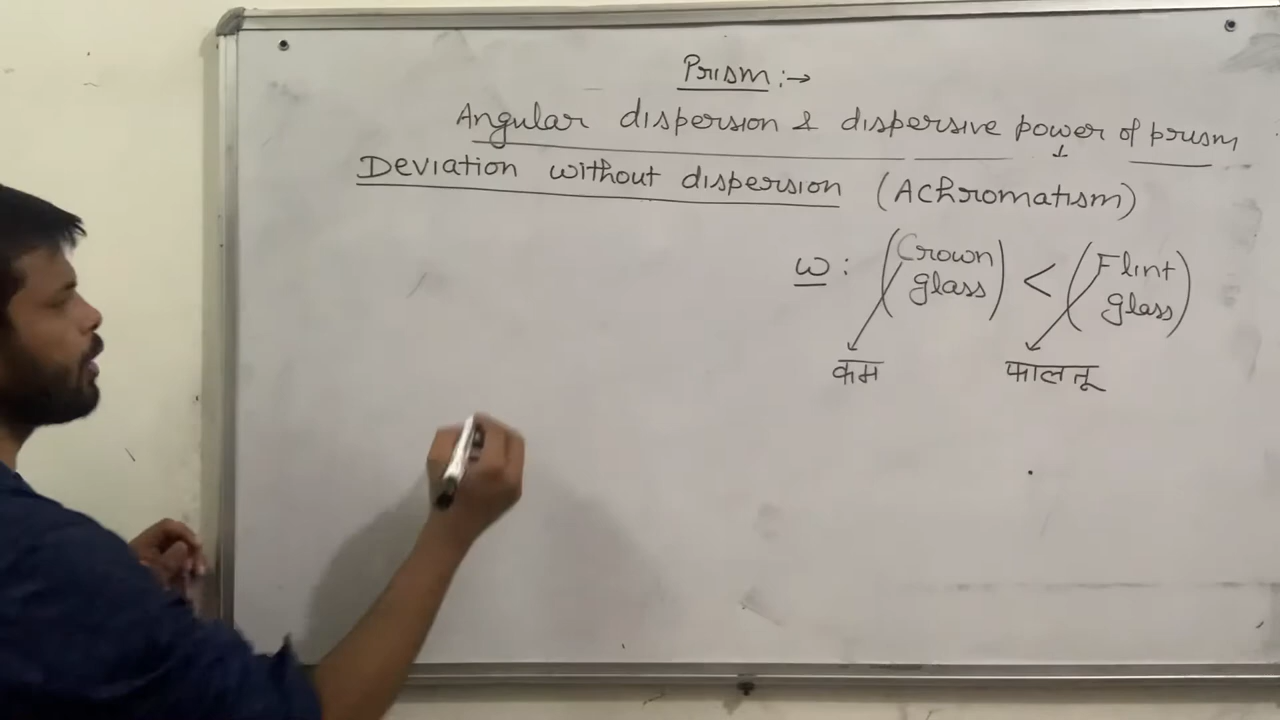 Prism :→
Angular dispersion & dispersive power of prism
Deviation without dispersion (Achromatism)
ω : (Crown glass) < (Flint glass)
कम फालतू